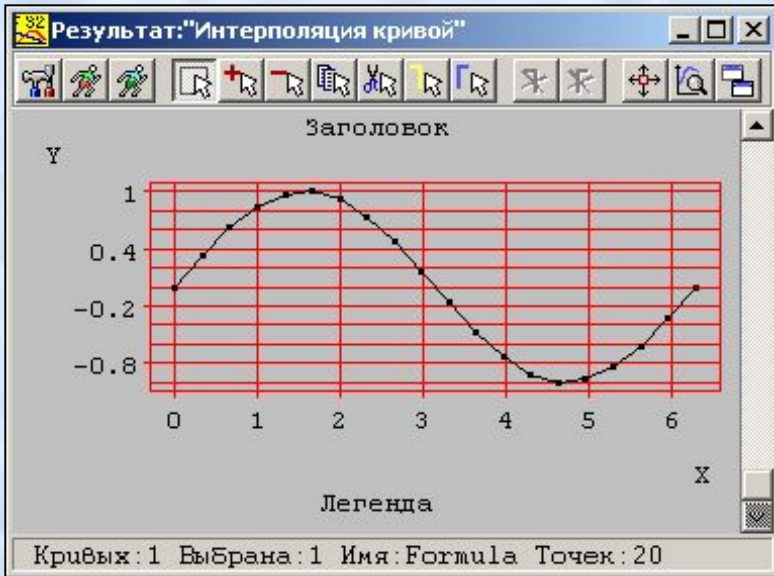 32
Результат:"Интерполяция кривой"
Заголовок
Y
1
0.4
-0.2
-0.8
0 1 2 3 4 5 6
X
Легенда
Кривых:1 Выбрана:1 Имя:Formula Точек:20